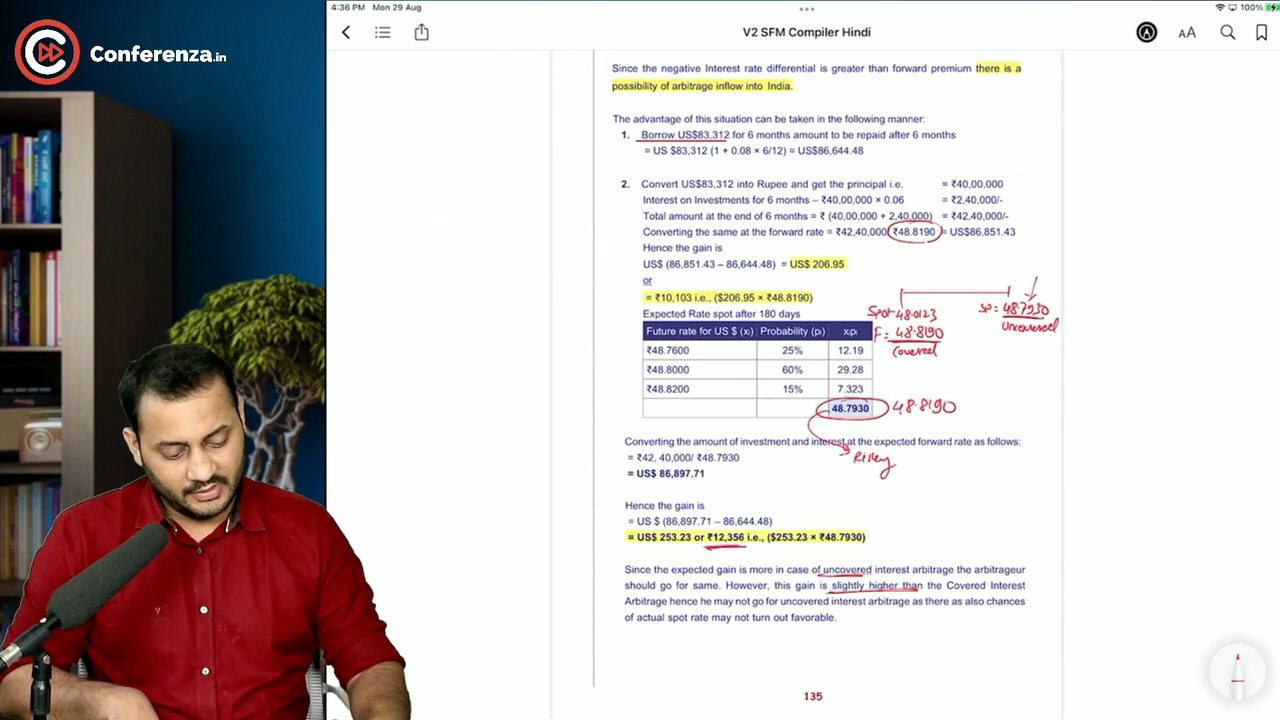 4:36 PM Mon 29 Aug
100%
Conferenza.in
V2 SFM Compiler Hindi
AA
Since the negative Interest rate differential is greater than forward premium there is a
possibility of arbitrage inflow into India.
The advantage of this situation can be taken in the following manner:
1. Borrow US$83,312 for 6 months amount to be repaid after 6 months
= US $83,312 (1 + 0.08 × 6/12) = US$86,644.48
2. Convert US$83,312 into Rupee and get the principal i.e. = ₹40,00,000
Interest on Investments for 6 months – ₹40,00,000 × 0.06 = ₹2,40,000/-
Total amount at the end of 6 months = ₹ (40,00,000 + 2,40,000) = ₹42,40,000/-
Converting the same at the forward rate = ₹42,40,000 ₹48.8190 = US$86,851.43
Hence the gain is
US$ (86,851.43 – 86,644.48) = US$ 206.95
or
= ₹10,103 i.e., ($206.95 × ₹48.8190)
Expected Rate spot after 180 days
Spot 48.0123
SP = 48.7930
Uncovered
F = 48.8190
Covered
Future rate for US $ (xᵢ) Probability (pᵢ) xᵢpᵢ
₹48.7600 25% 12.19
₹48.8000 60% 29.28
₹48.8200 15% 7.323
48.7930 48.8190
Converting the amount of investment and interest at the expected forward rate as follows:
= ₹42, 40,000/ ₹48.7930
Risky
= US$ 86,897.71
Hence the gain is
= US $ (86,897.71 – 86,644.48)
= US$ 253.23 or ₹12,356 i.e., ($253.23 × ₹48.7930)
Since the expected gain is more in case of uncovered interest arbitrage the arbitrageur
should go for same. However, this gain is slightly higher than the Covered Interest
Arbitrage hence he may not go for uncovered interest arbitrage as there as also chances
of actual spot rate may not turn out favorable.
135